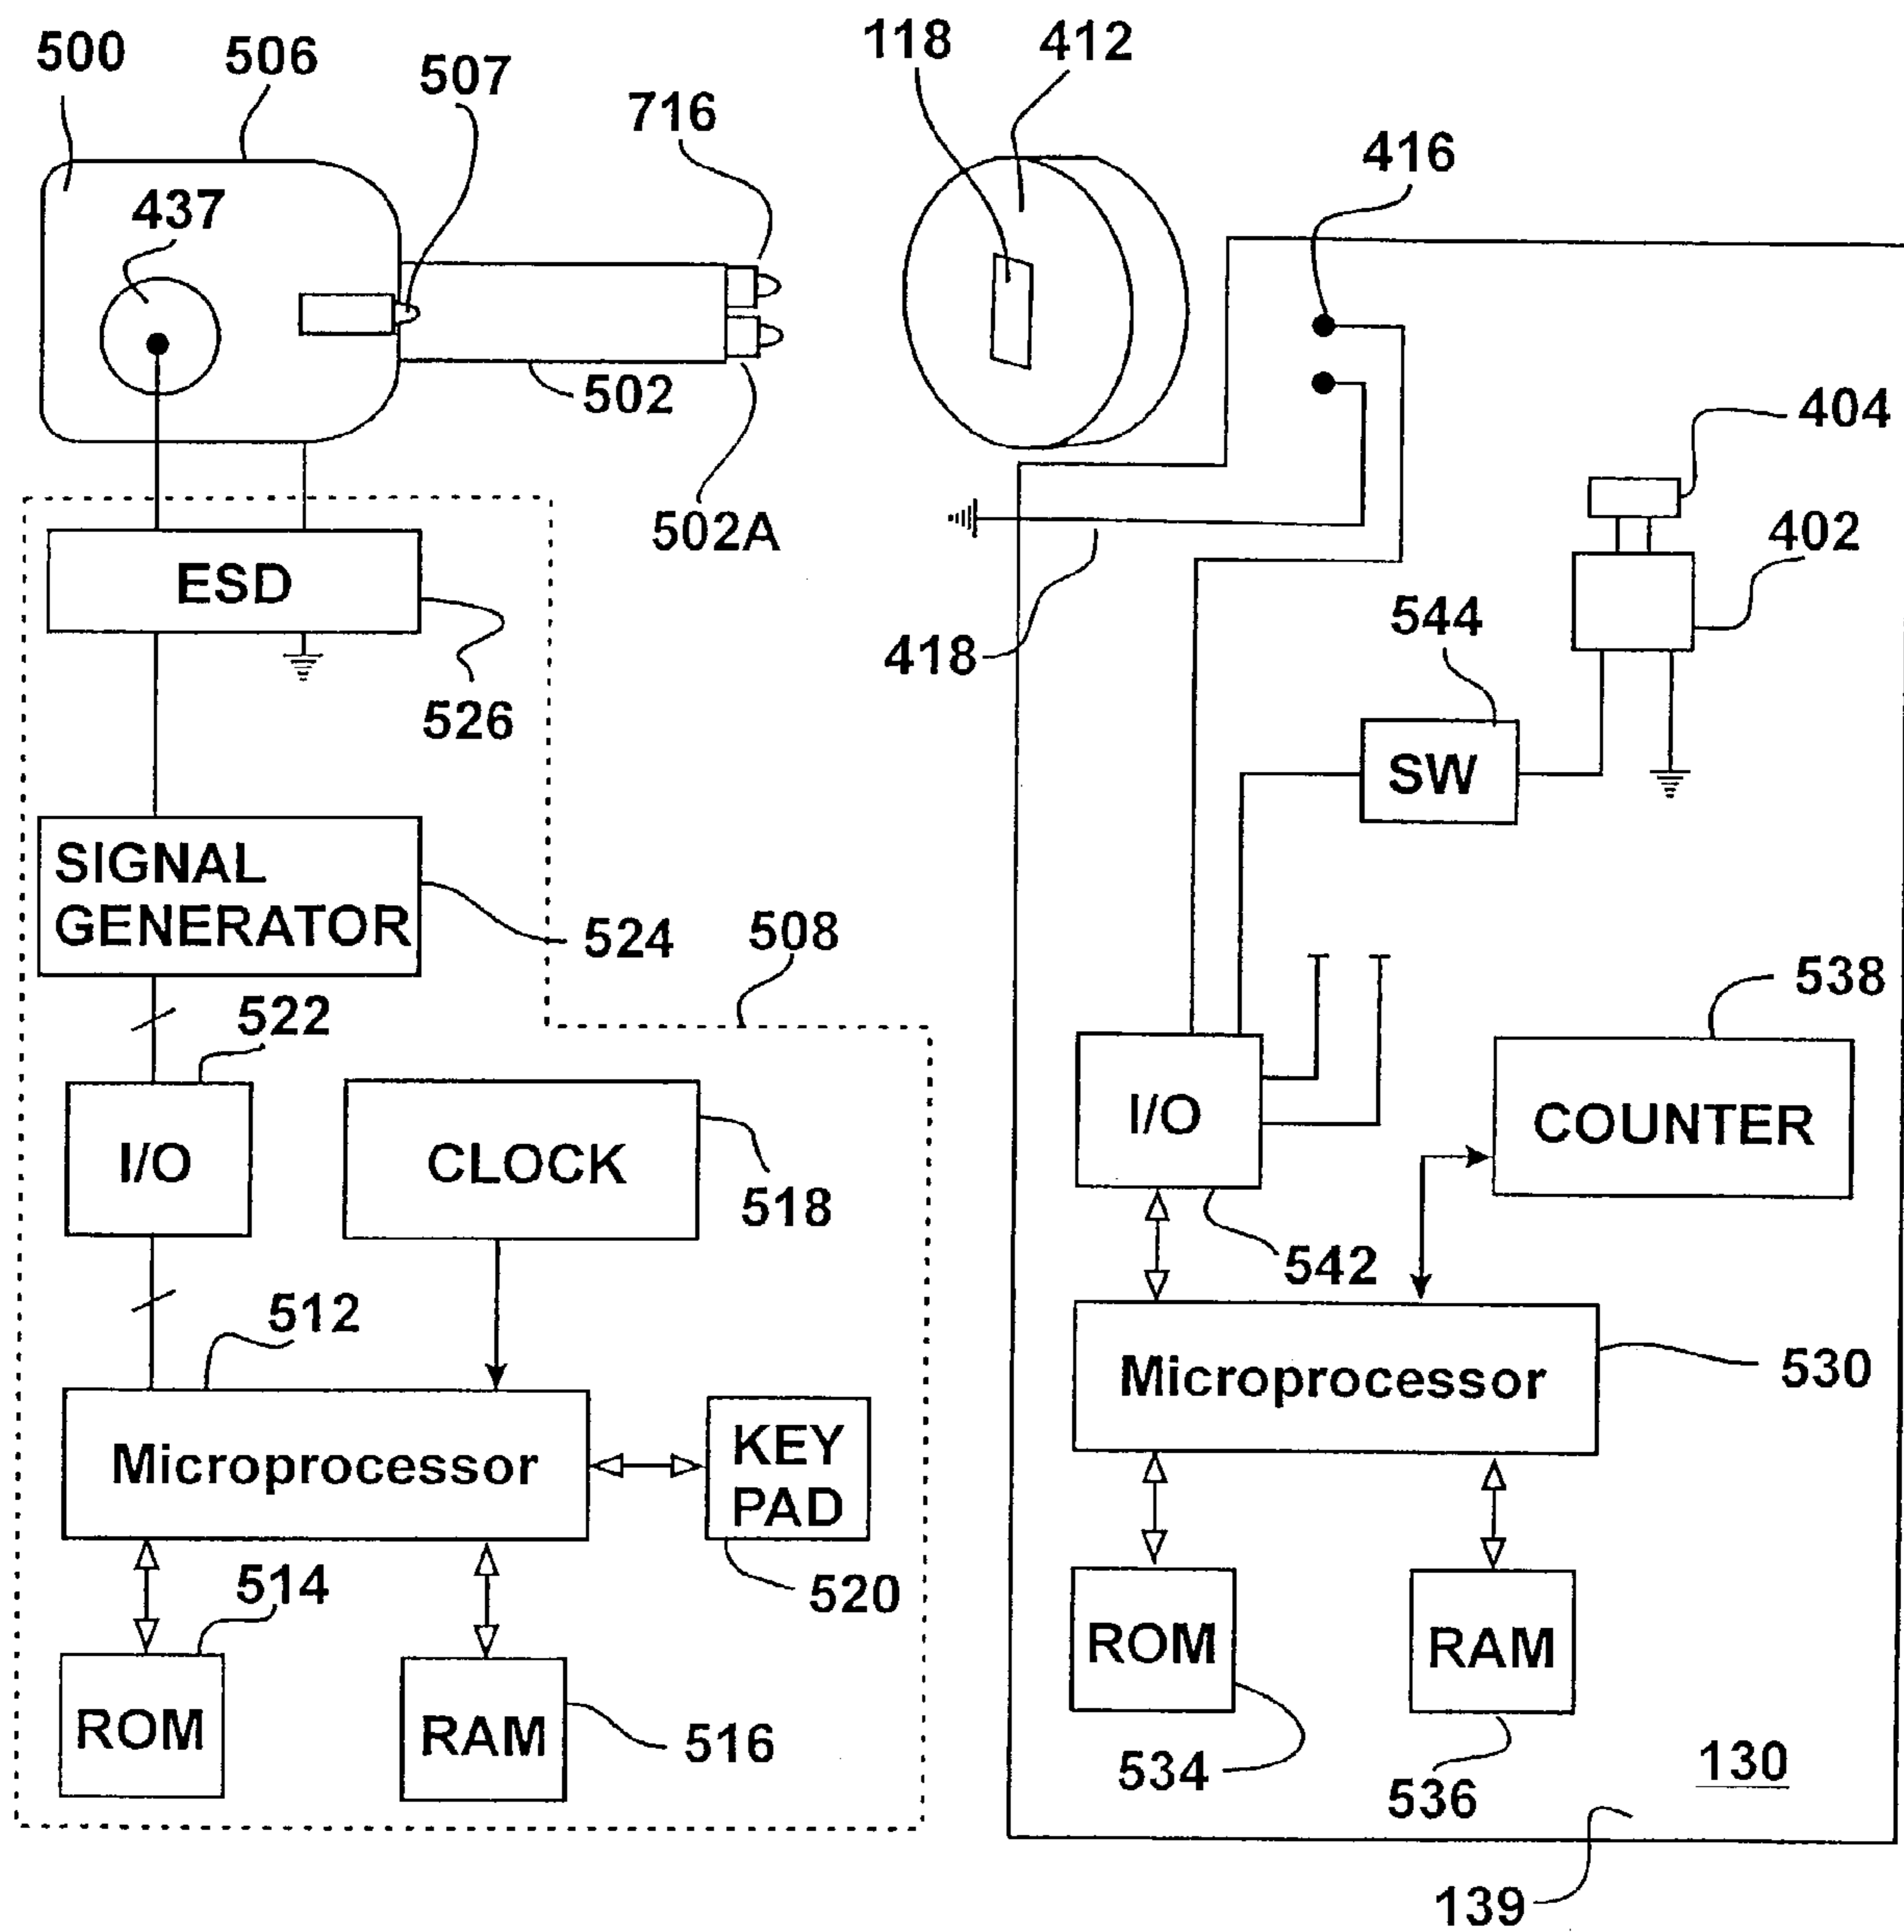 500
506
507
118
412
716
416
437
404
502
502A
402
ESD
418
544
526
SW
SIGNAL
GENERATOR
524
508
538
522
I/O
CLOCK
518
I/O
COUNTER
542
512
Microprocessor
530
Microprocessor
KEY
PAD
514
520
ROM
RAM
516
ROM
RAM
534
536
130
139